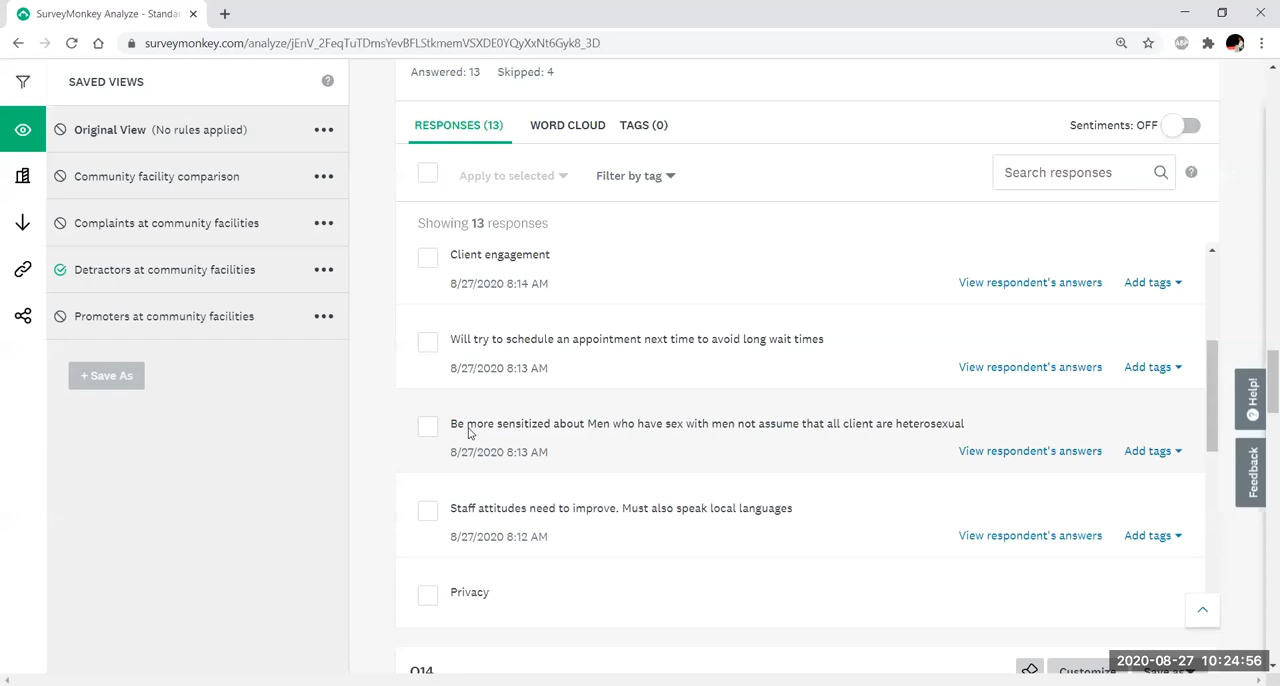 SurveyMonkey Analyze - Standar
surveymonkey.com/analyze/jEnV_2FeqTuTDmsYevBFLStkmemVSXDE0YQyXxNt6Gyk8_3D
ABP
SAVED VIEWS
Original View (No rules applied)
Community facility comparison
Complaints at community facilities
Detractors at community facilities
Promoters at community facilities
+ Save As
Answered: 13 Skipped: 4
RESPONSES (13) WORD CLOUD TAGS (0) Sentiments: OFF
Apply to selected Filter by tag Search responses
Showing 13 responses
Client engagement
8/27/2020 8:14 AM View respondent's answers Add tags
Will try to schedule an appointment next time to avoid long wait times
8/27/2020 8:13 AM View respondent's answers Add tags
Be more sensitized about Men who have sex with men not assume that all client are heterosexual
8/27/2020 8:13 AM View respondent's answers Add tags
Staff attitudes need to improve. Must also speak local languages
8/27/2020 8:12 AM View respondent's answers Add tags
Privacy
Help!
Feedback
Q14 Customize Save as
2020-08-27 10:24:56